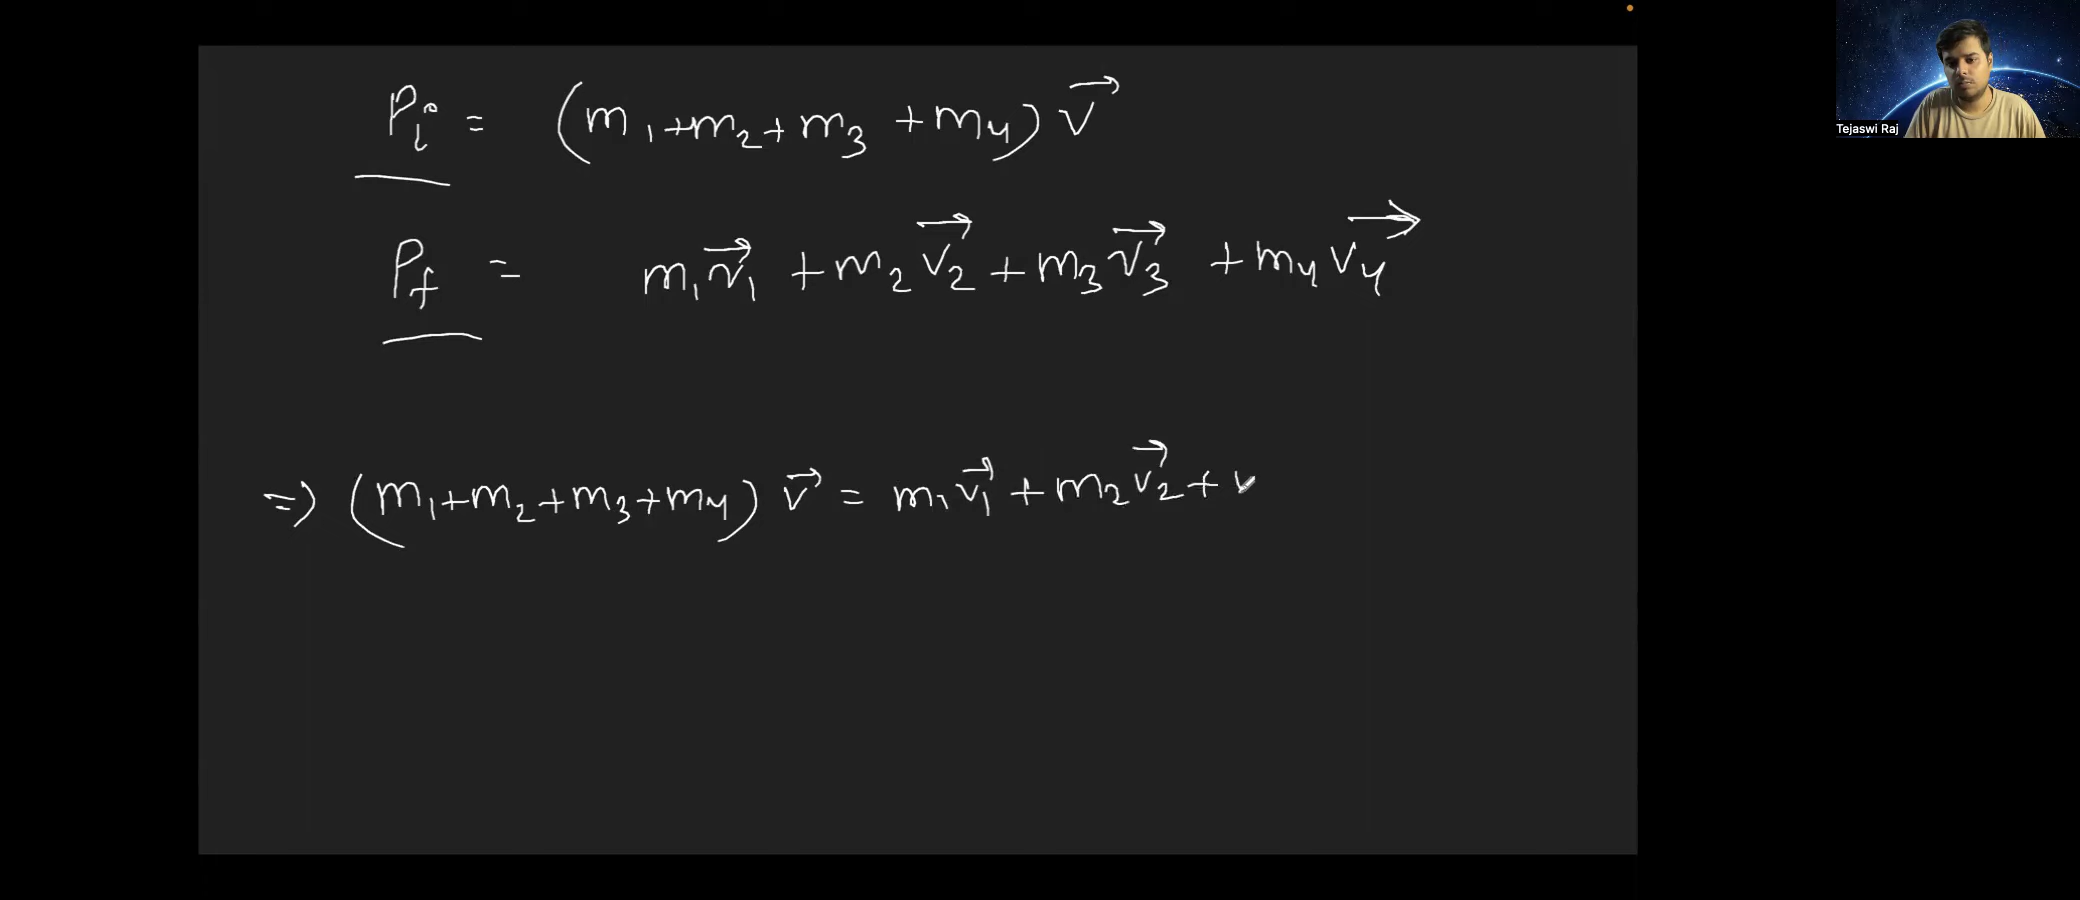 Pi = (m1+m2+m3+m4) v⃗
Tejaswi Raj
Pf = m1v⃗1 + m2v⃗2 + m3v⃗3 + m4v⃗4
=> (m1+m2+m3+m4) v⃗ = m1v⃗1 + m2v⃗2 +